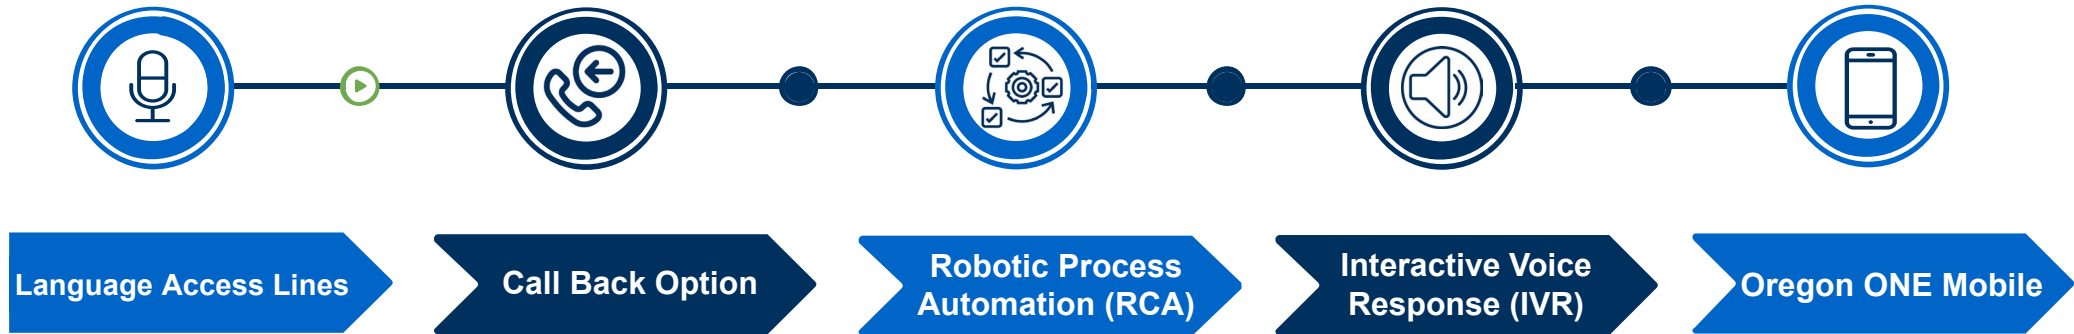 Language Access Lines
Call Back Option
Robotic Process
Automation (RCA)
Interactive Voice
Response (IVR)
Oregon ONE Mobile